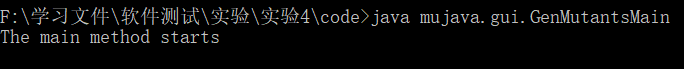 F:\学习文件\软件测试\实验\实验4\code>java mujava.gui.GenMutantsMain
The main method starts